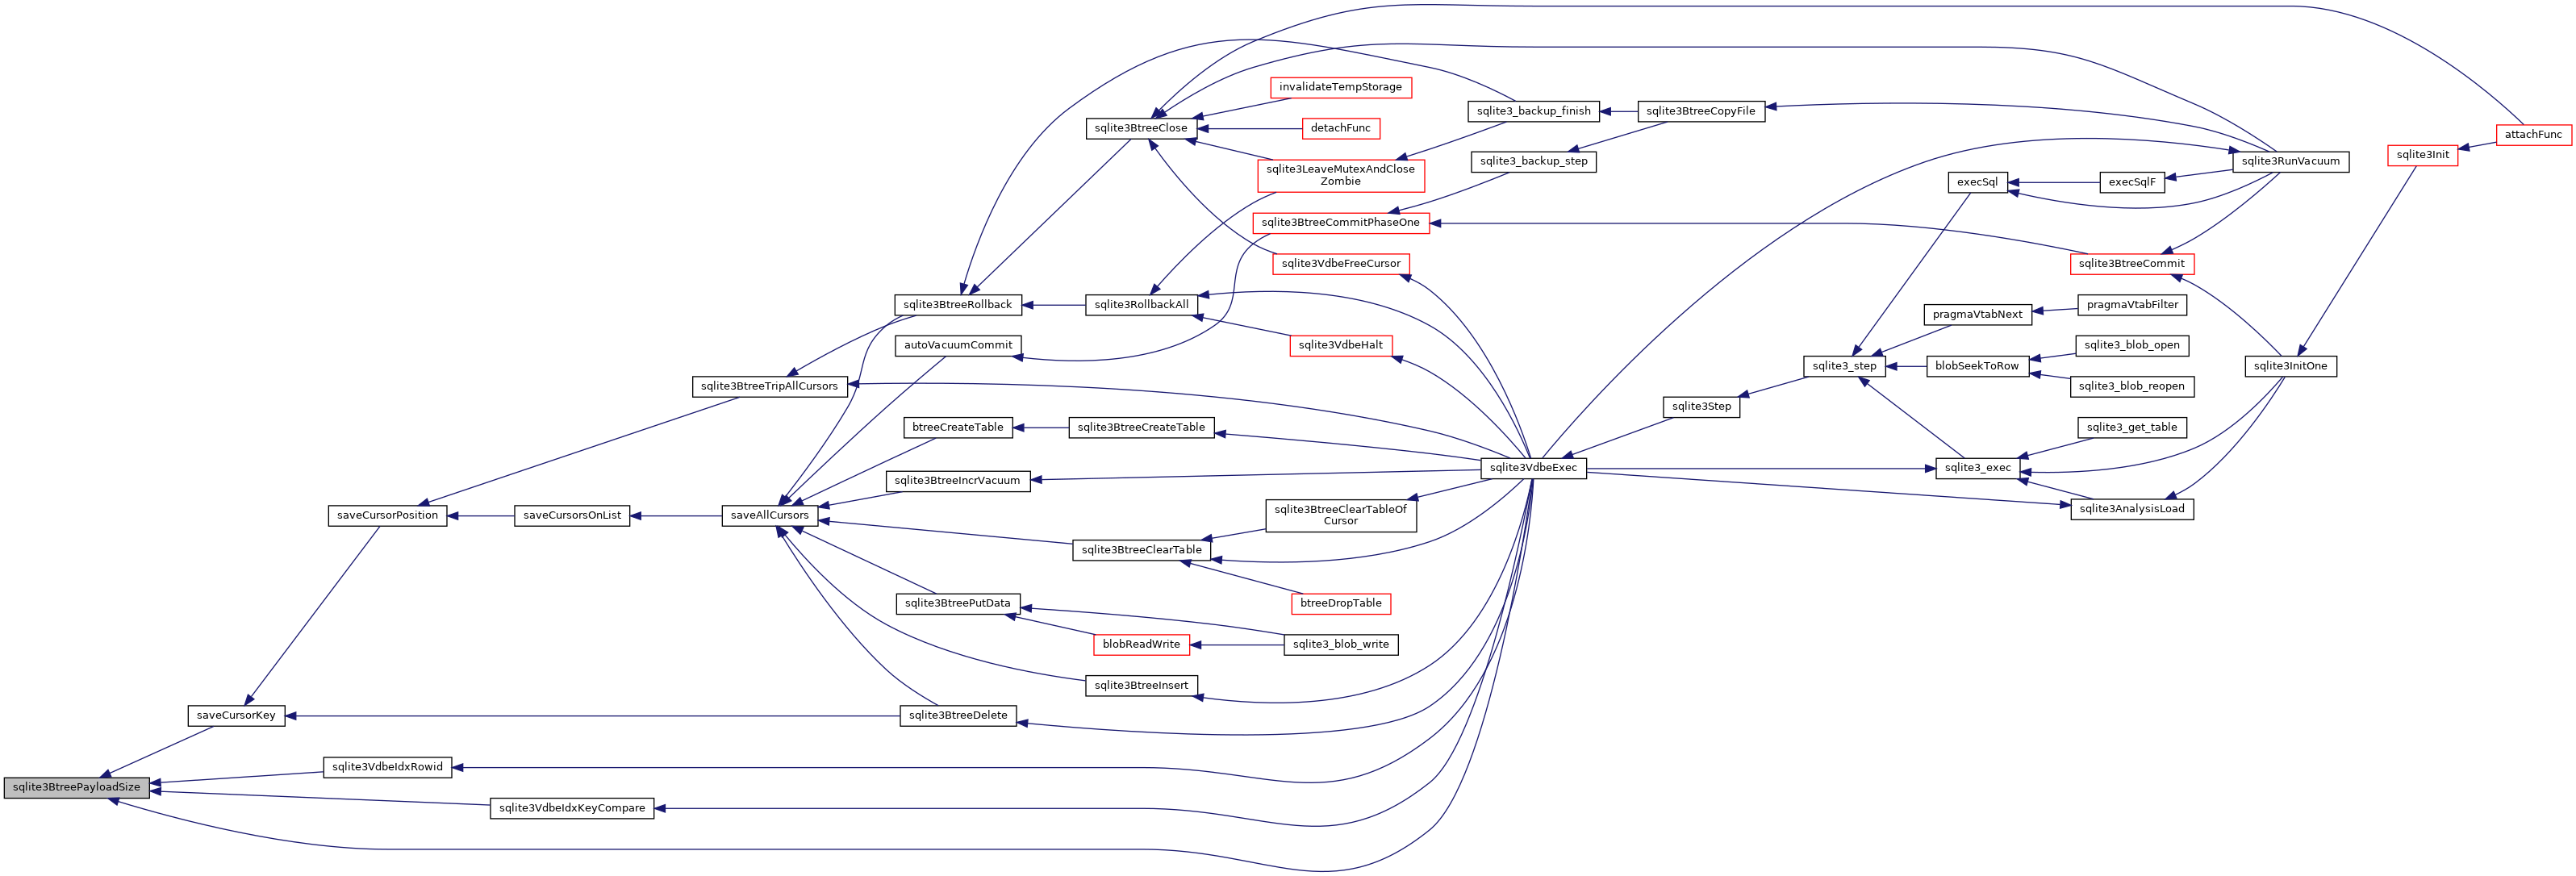 invalidateTempStorage
sqlite3_backup_finish
sqlite3BtreeCopyFile
sqlite3BtreeClose
detachFunc
attachFunc
sqlite3Init
sqlite3_backup_step
sqlite3RunVacuum
sqlite3LeaveMutexAndClose
Zombie
execSql
execSqlF
sqlite3BtreeCommitPhaseOne
sqlite3VdbeFreeCursor
sqlite3BtreeCommit
sqlite3BtreeRollback
sqlite3RollbackAll
pragmaVtabNext
pragmaVtabFilter
autoVacuumCommit
sqlite3VdbeHalt
sqlite3_blob_open
sqlite3_step
blobSeekToRow
sqlite3InitOne
sqlite3BtreeTripAllCursors
sqlite3_blob_reopen
sqlite3Step
btreeCreateTable
sqlite3BtreeCreateTable
sqlite3_get_table
sqlite3VdbeExec
sqlite3_exec
sqlite3BtreeIncrVacuum
sqlite3AnalysisLoad
saveCursorPosition
saveCursorsOnList
saveAllCursors
sqlite3BtreeClearTableOf
Cursor
sqlite3BtreeClearTable
sqlite3BtreePutData
btreeDropTable
blobReadWrite
sqlite3_blob_write
sqlite3BtreeInsert
saveCursorKey
sqlite3BtreeDelete
sqlite3VdbeIdxRowid
sqlite3BtreePayloadSize
sqlite3VdbeIdxKeyCompare